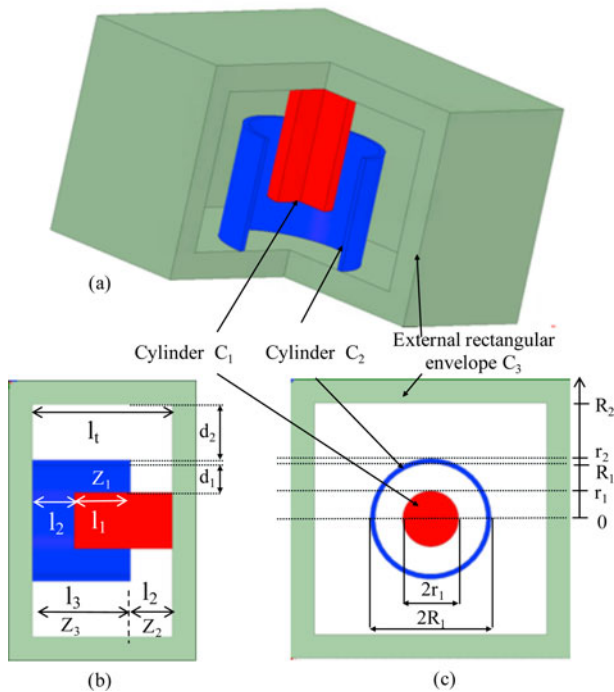 (a)
Cylinder C₁
Cylinder C₂
External rectangular
envelope C₃
lₜ
d₂
Z₁
d₁
l₂
l₁
l₃
l₂
Z₃
Z₂
(b)
R₂
r₂
R₁
r₁
0
2r₁
2R₁
(c)